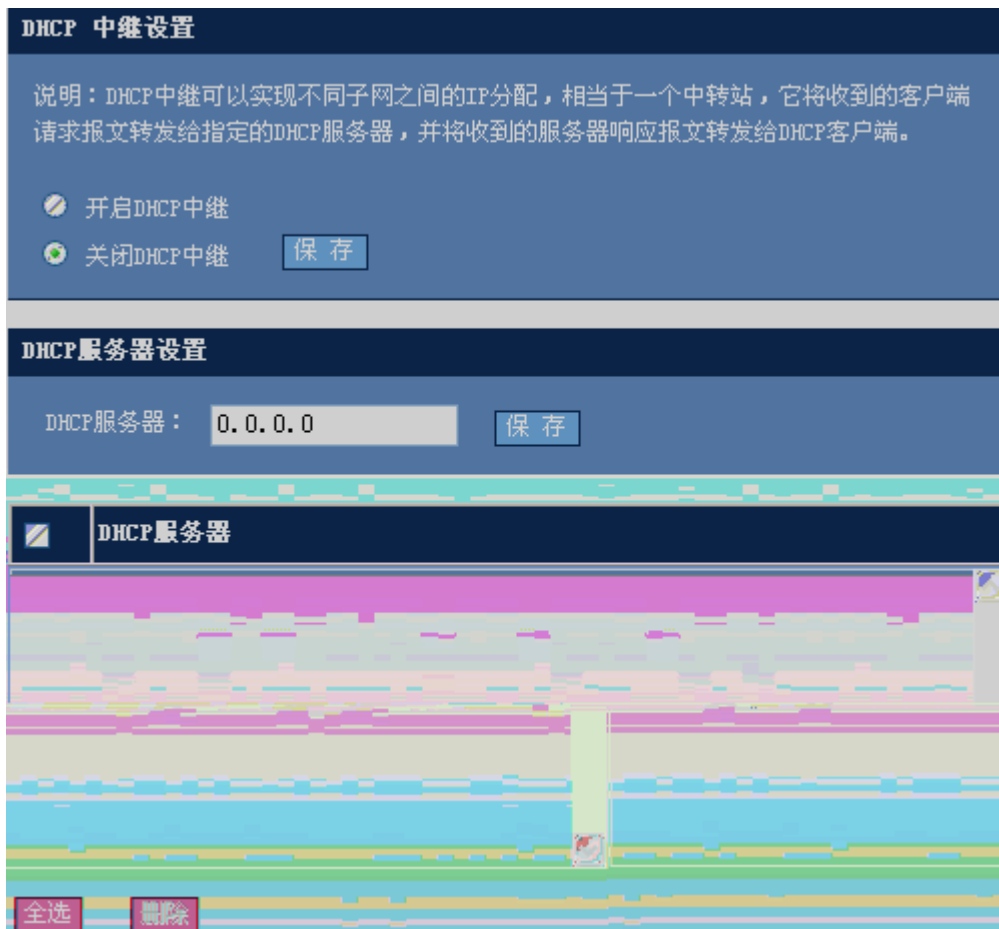 DHCP 中继设置
说明：DHCP中继可以实现不同子网之间的IP分配，相当于一个中转站，它将收到的客户端
请求报文转发给指定的DHCP服务器，并将收到的服务器响应报文转发给DHCP客户端。
开启DHCP中继
关闭DHCP中继 保 存
DHCP服务器设置
DHCP服务器： 0.0.0.0 保 存
DHCP服务器
全选 删除